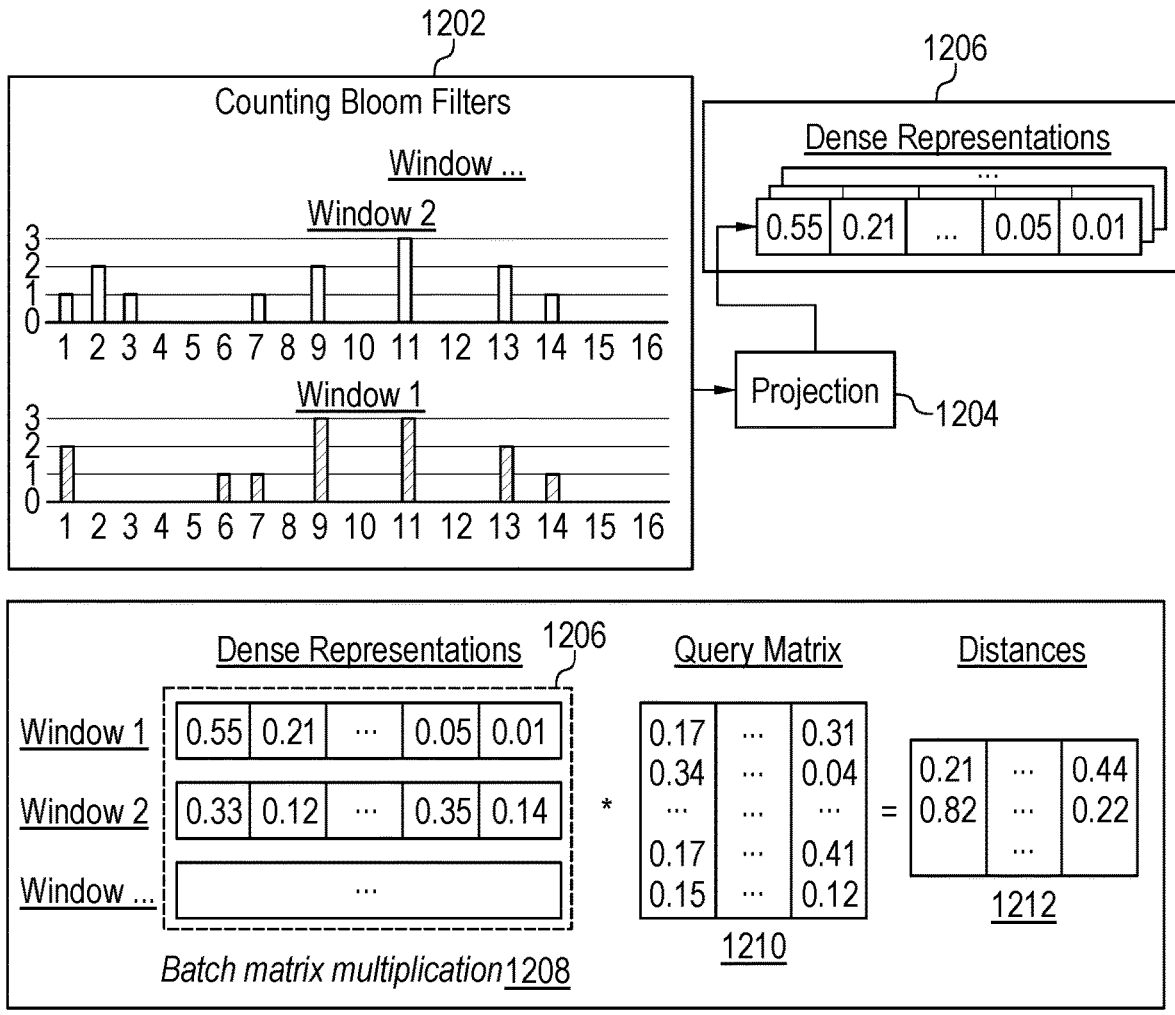 1202
Counting Bloom Filters
Window ...
Window 2
3
2
1
0
1 2 3 4 5 6 7 8 9 10 11 12 13 14 15 16
Window 1
3
2
1
0
1 2 3 4 5 6 7 8 9 10 11 12 13 14 15 16
1206
Dense Representations
...
0.55 0.21 ... 0.05 0.01
Projection
1204
1206
Dense Representations Query Matrix Distances
Window 1 0.55 0.21 ... 0.05 0.01
Window 2 0.33 0.12 ... 0.35 0.14
Window ... ...
*
0.17 ... 0.31
0.34 ... 0.04
... ... ...
0.17 ... 0.41
0.15 ... 0.12
=
0.21 ... 0.44
0.82 ... 0.22
...
Batch matrix multiplication 1208
1210
1212